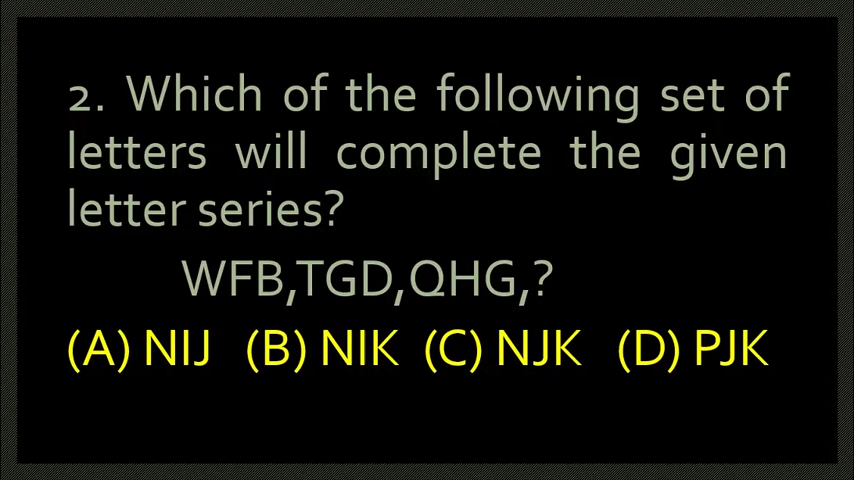 2. Which of the following set of
letters will complete the given
letter series?
WFB,TGD,QHG,?
(A) NIJ (B) NIK (C) NJK (D) PJK